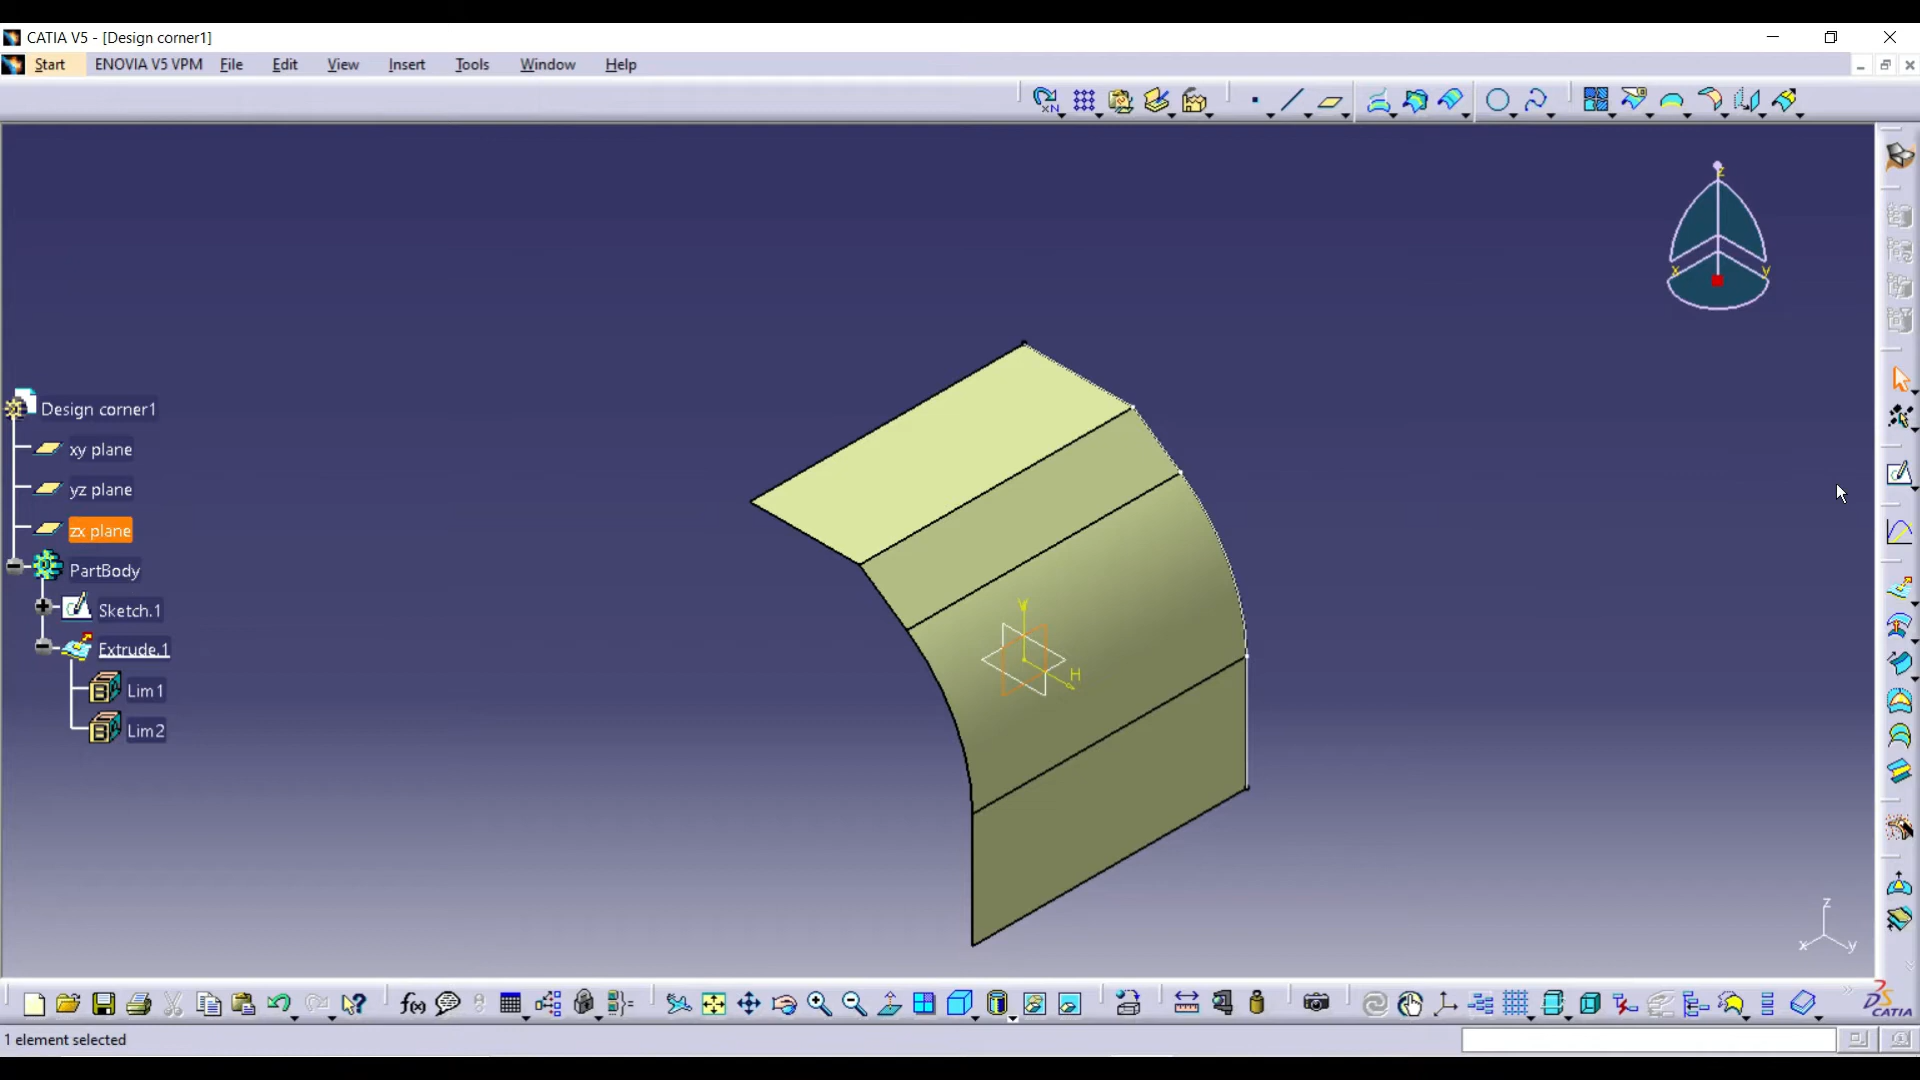 CATIA V5 - [Design corner1]
Start ENOVIA V5 VPM File Edit View Insert Tools Window Help
z
x y
Design corner1
xy plane
yz plane
zx plane
PartBody
Sketch.1
Extrude.1
Lim1
Lim2
V
H
z
x y
f(x)
CATIA
1 element selected